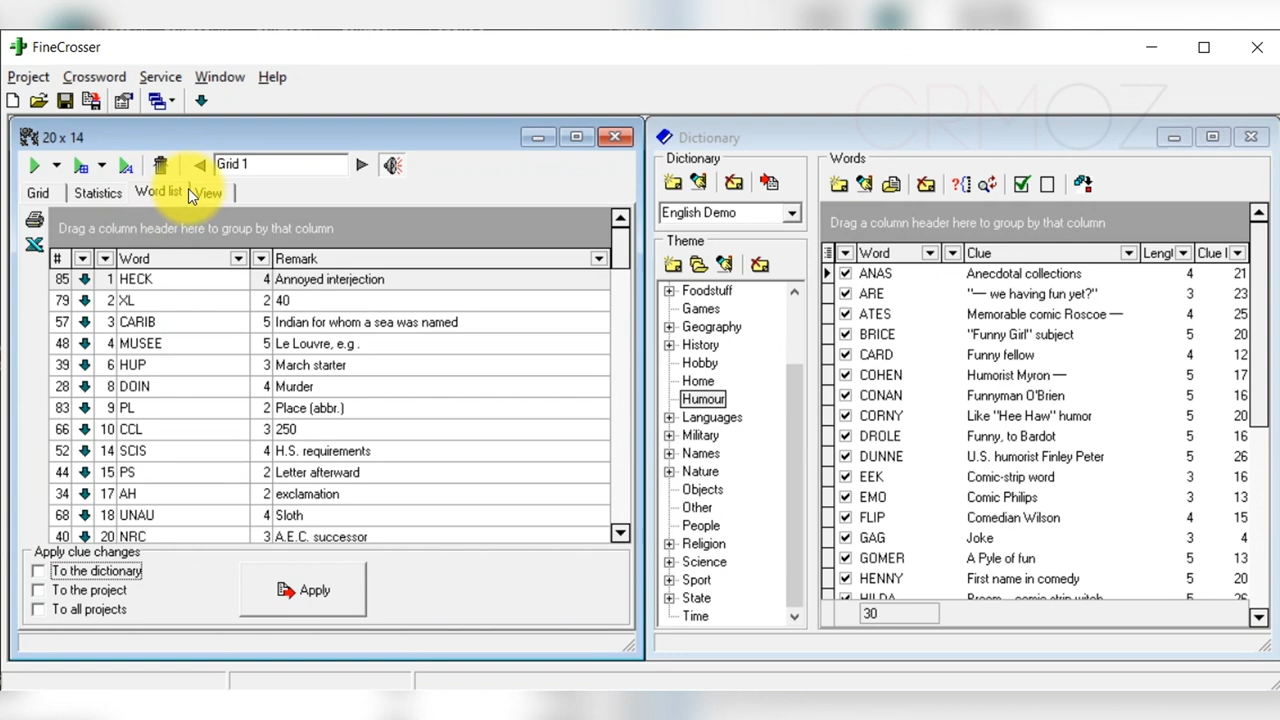 FineCrosser
Project Crossword Service Window Help
CRMOZ
20 x 14
Grid 1
Grid Statistics Word list View
Drag a column header here to group by that column
# Word Remark
85 1 HECK 4 Annoyed interjection
79 2 XL 2 40
57 3 CARIB 5 Indian for whom a sea was named
48 4 MUSEE 5 Le Louvre, e.g .
39 6 HUP 3 March starter
28 8 DOIN 4 Murder
83 9 PL 2 Place (abbr.)
66 10 CCL 3 250
52 14 SCIS 4 H.S. requirements
44 15 PS 2 Letter afterward
34 17 AH 2 exclamation
68 18 UNAU 4 Sloth
40 20 NRC 3 A.E.C. successor
Apply clue changes
To the dictionary
To the project
To all projects
Apply
Dictionary
Dictionary
English Demo
Theme
Foodstuff
Games
Geography
History
Hobby
Home
Humour
Languages
Military
Names
Nature
Objects
Other
People
Religion
Science
Sport
State
Time
Words
Drag a column header here to group by that column
Word Clue Lengt Clue l
ANAS Anecdotal collections 4 21
ARE "— we having fun yet?" 3 23
ATES Memorable comic Roscoe — 4 25
BRICE "Funny Girl" subject 5 20
CARD Funny fellow 4 12
COHEN Humorist Myron — 5 17
CONAN Funnyman O'Brien 5 16
CORNY Like "Hee Haw" humor 5 20
DROLE Funny, to Bardot 5 16
DUNNE U.S. humorist Finley Peter 5 26
EEK Comic-strip word 3 16
EMO Comic Philips 3 13
FLIP Comedian Wilson 4 15
GAG Joke 3 4
GOMER A Pyle of fun 5 13
HENNY First name in comedy 5 20
HILDA Broom - comic strip witch 5 26
30